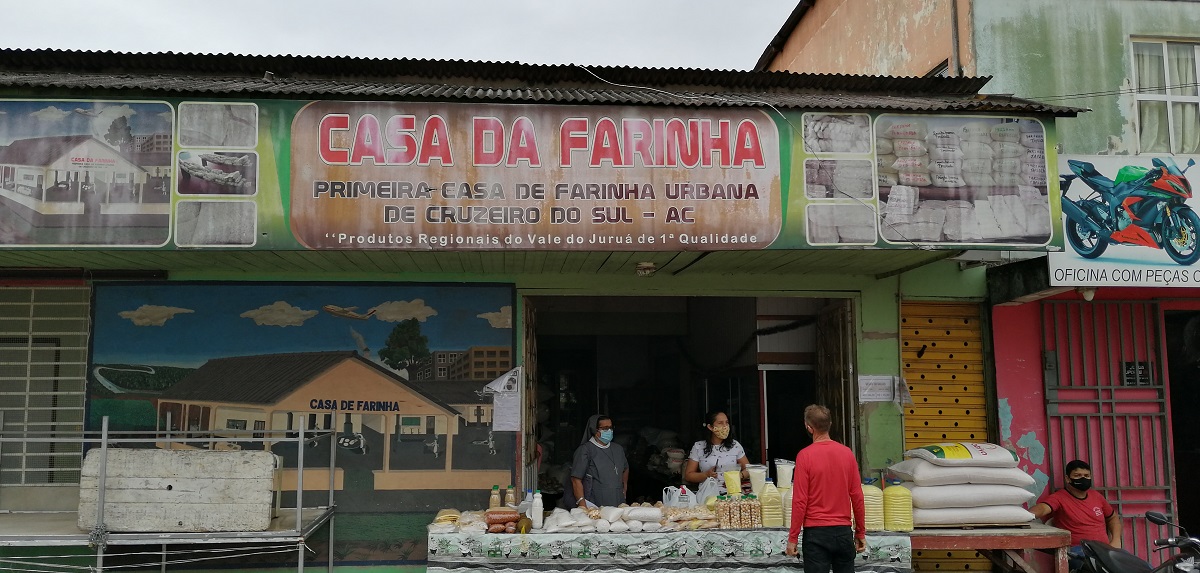 CASA DA FARINHA
PRIMEIRA CASA DE FARINHA URBANA
DE CRUZEIRO DO SUL - AC
‘‘Produtos Regionais do Vale do Juruá de 1ª Qualidade
OFICINA COM PEÇAS
CASA DE FARINHA